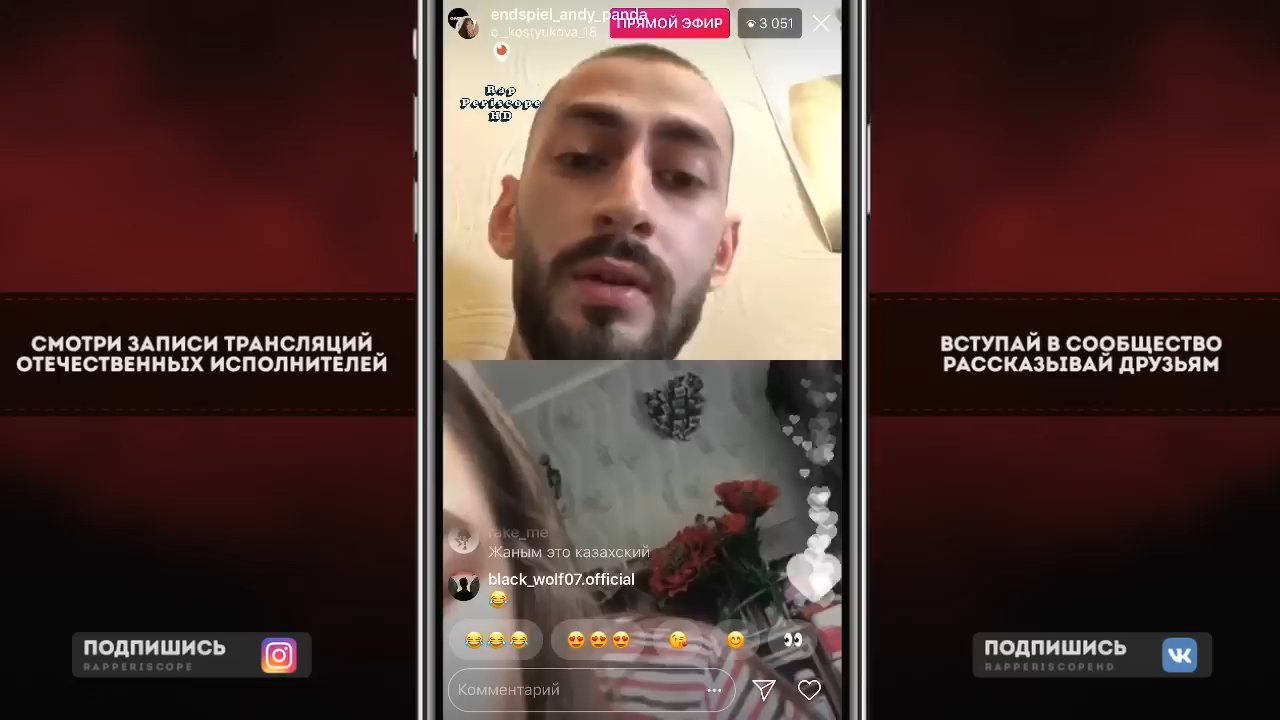 endspiel_andy_panda
с _kostyukova_18
ПРЯМОЙ ЭФИР
3 051
Rap
Periscope
HD
СМОТРИ ЗАПИСИ ТРАНСЛЯЦИЙ
ОТЕЧЕСТВЕННЫХ ИСПОЛНИТЕЛЕЙ
ВСТУПАЙ В СООБЩЕСТВО
РАССКАЗЫВАЙ ДРУЗЬЯМ
Жаным это казахский
black_wolf07.official
😂
😂😂😂 😍😍😍 😘 😊 👀
Комментарий
ПОДПИШИСЬ
RAPPERISCOPE
ПОДПИШИСЬ
RAPPERISCOPEHD